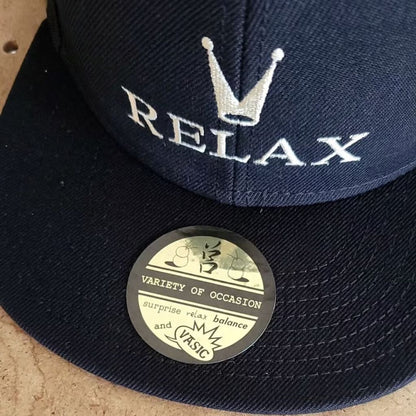 RELAX
VARIETY OF OCCASION
surprise relax balance
and VASIC